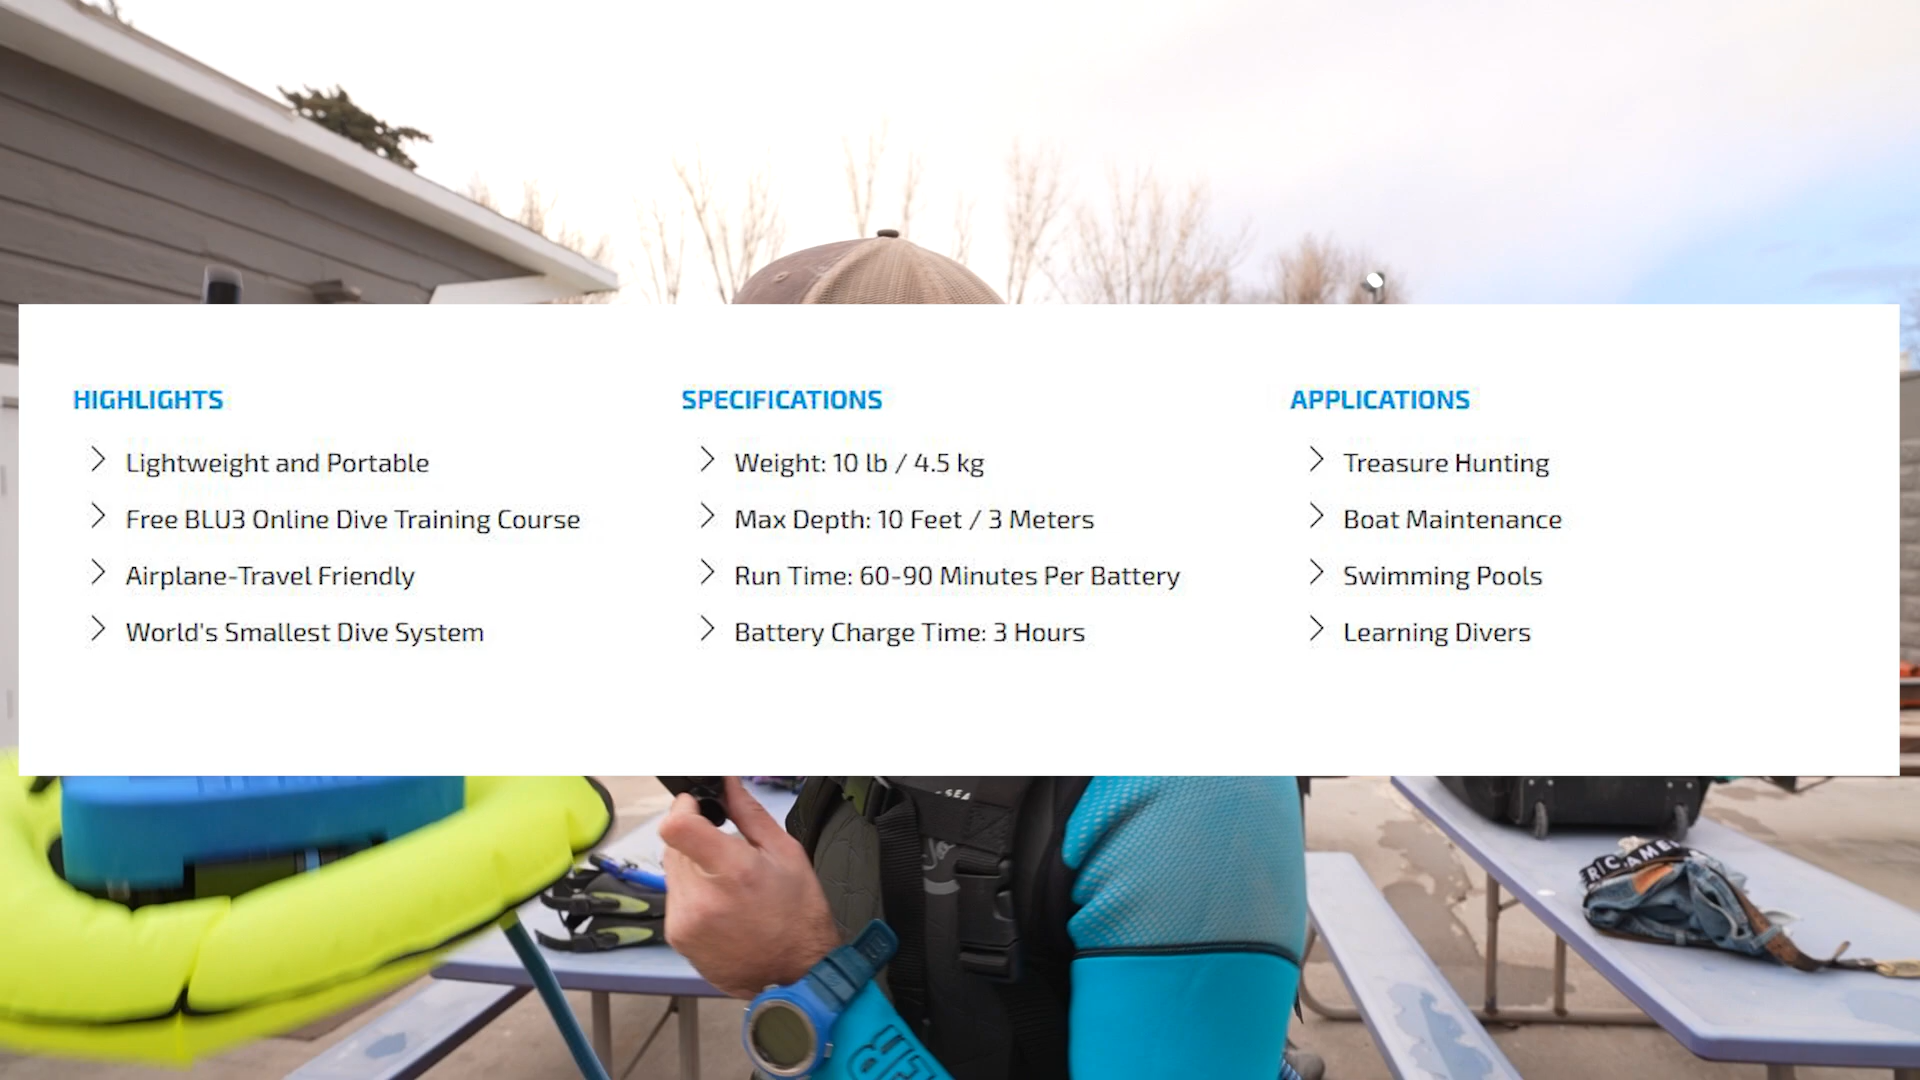 HIGHLIGHTS
Lightweight and Portable
Free BLU3 Online Dive Training Course
Airplane-Travel Friendly
World's Smallest Dive System
SPECIFICATIONS
Weight: 10 lb / 4.5 kg
Max Depth: 10 Feet / 3 Meters
Run Time: 60-90 Minutes Per Battery
Battery Charge Time: 3 Hours
APPLICATIONS
Treasure Hunting
Boat Maintenance
Swimming Pools
Learning Divers